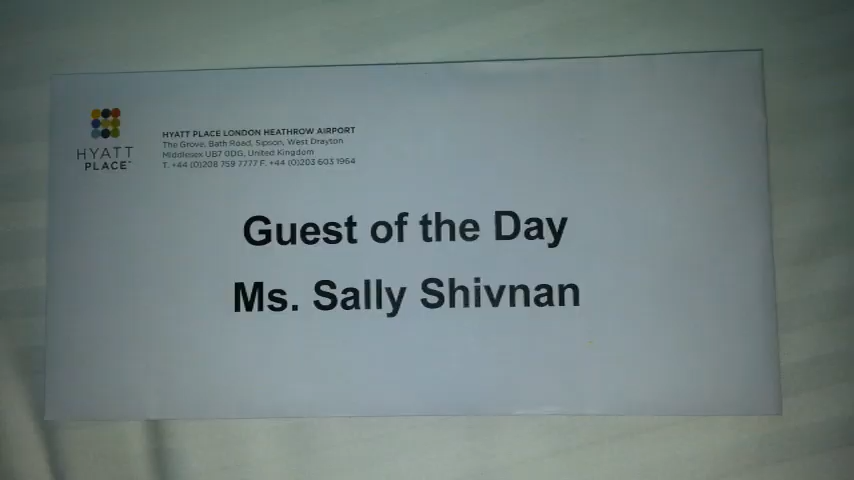 HYATT
PLACE™
HYATT PLACE LONDON HEATHROW AIRPORT
The Grove, Bath Road, Sipson, West Drayton
Middlesex UB7 0DG, United Kingdom
T. +44 (0)208 759 7777 F. +44 (0)203 603 1964
Guest of the Day
Ms. Sally Shivnan